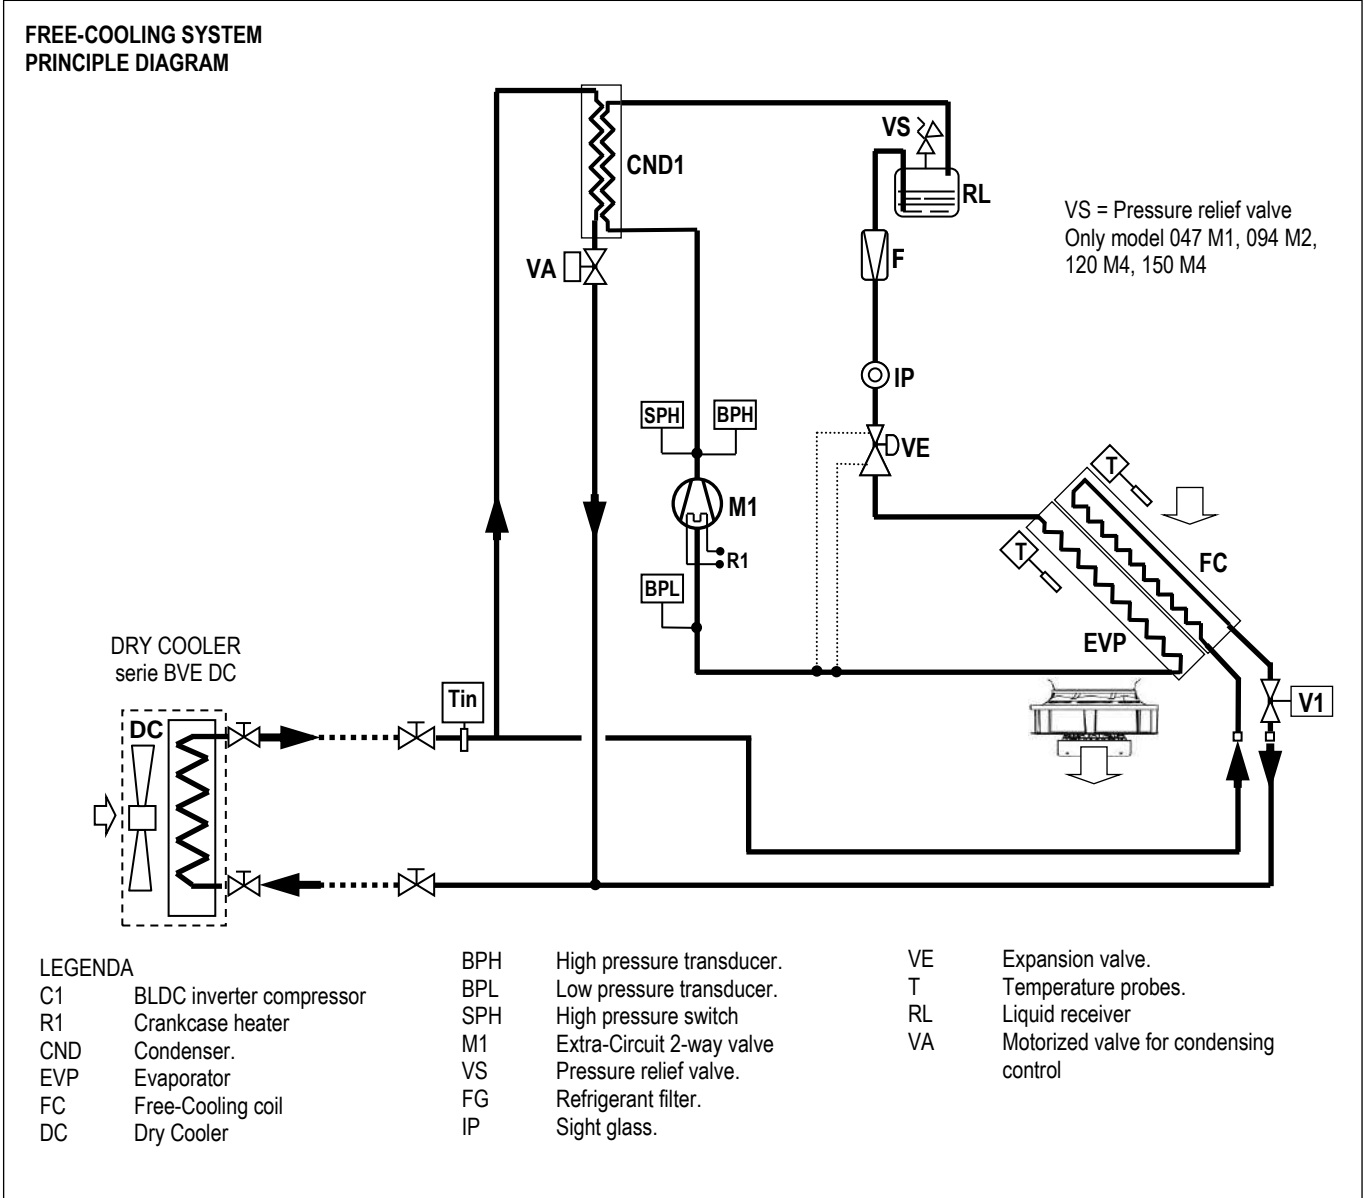 FREE-COOLING SYSTEM
PRINCIPLE DIAGRAM
VS
CND1
RL
VS = Pressure relief valve
Only model 047 M1, 094 M2,
120 M4, 150 M4
F
VA
IP
SPH
BPH
VE
T
M1
T
FC
R1
BPL
EVP
DRY COOLER
serie BVE DC
Tin
V1
DC
LEGENDA
C1 BLDC inverter compressor
R1 Crankcase heater
CND Condenser.
EVP Evaporator
FC Free-Cooling coil
DC Dry Cooler
BPH High pressure transducer.
BPL Low pressure transducer.
SPH High pressure switch
M1 Extra-Circuit 2-way valve
VS Pressure relief valve.
FG Refrigerant filter.
IP Sight glass.
VE Expansion valve.
T Temperature probes.
RL Liquid receiver
VA Motorized valve for condensing
control